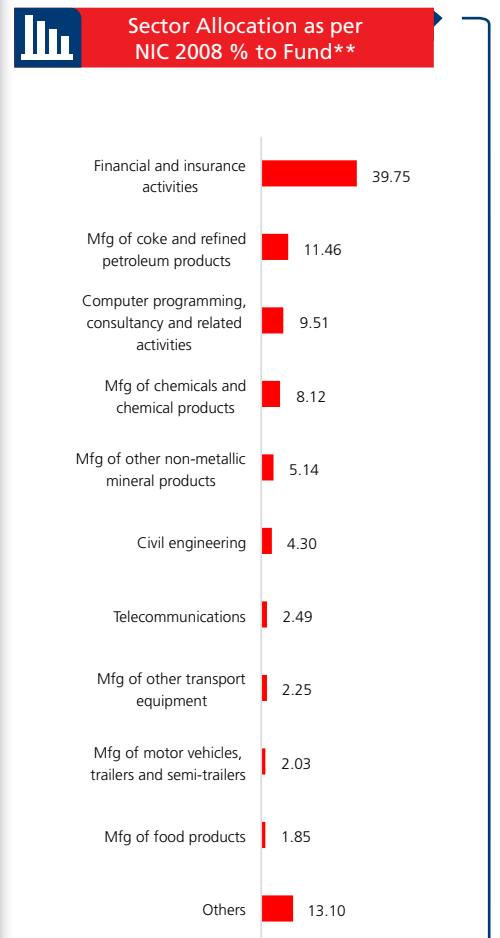 Sector Allocation as per
NIC 2008 % to Fund**
Financial and insurance
activities
39.75
Mfg of coke and refined
petroleum products
11.46
Computer programming,
consultancy and related
activities
9.51
Mfg of chemicals and
chemical products
8.12
Mfg of other non-metallic
mineral products
5.14
Civil engineering
4.30
Telecommunications
2.49
Mfg of other transport
equipment
2.25
Mfg of motor vehicles,
trailers and semi-trailers
2.03
Mfg of food products
1.85
Others
13.10